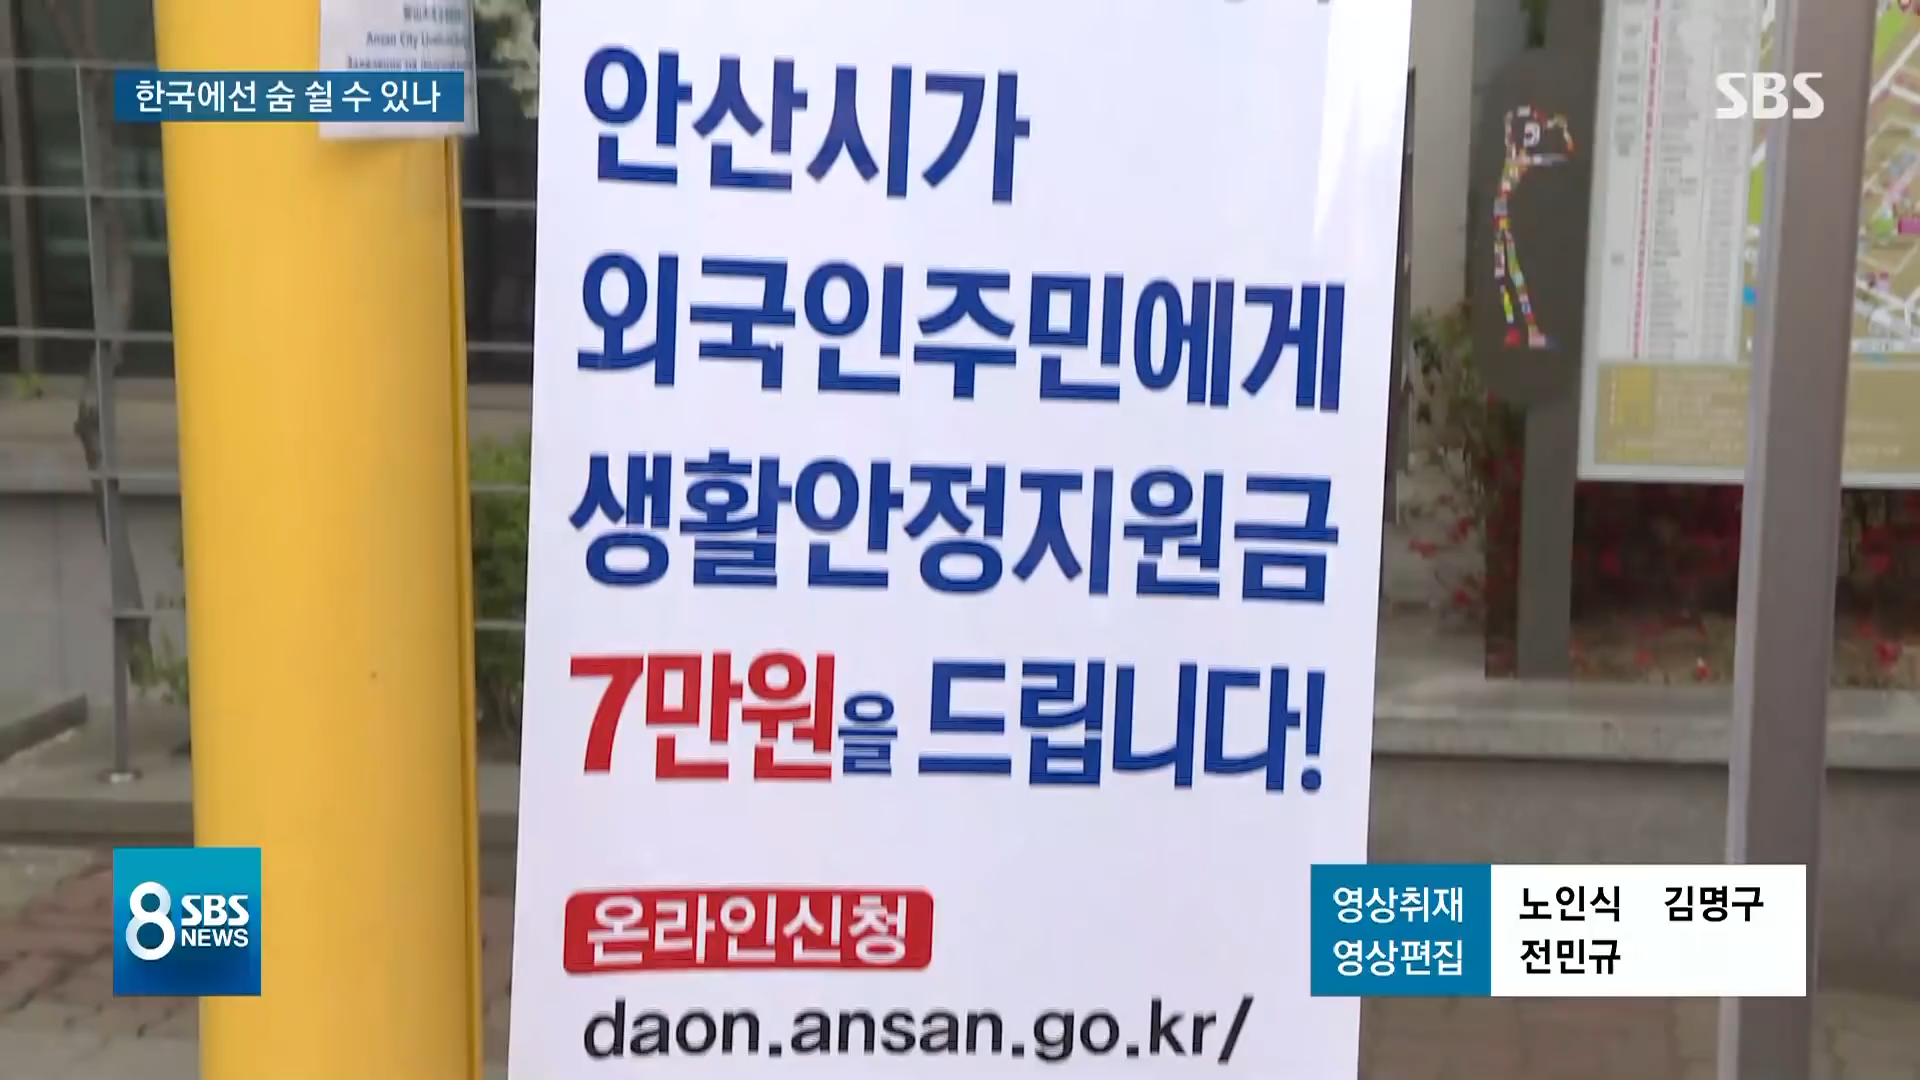 Ansan City
한국에선 숨 쉴 수 있나
SBS
안산시가
외국인주민에게
생활안정지원금
7만원을 드립니다!
온라인신청
daon.ansan.go.kr/
8 SBS
NEWS
영상취재 노인식 김명구
영상편집 전민규